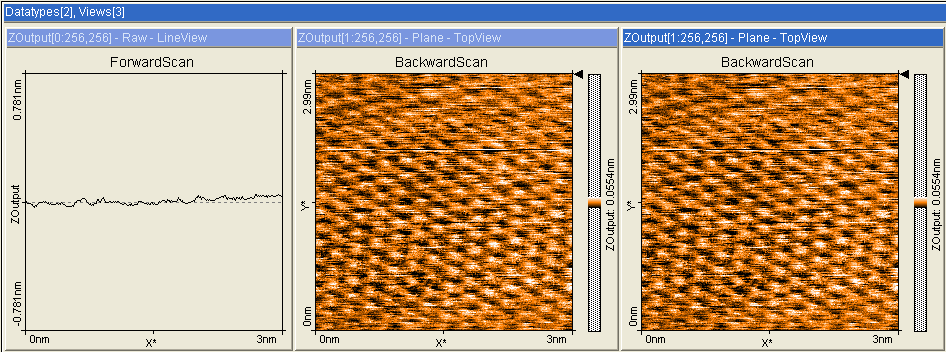 Datatypes[2], Views[3]
ZOutput[0:256,256] - Raw - LineView
ForwardScan
0.781nm
ZOutput
-0.781nm
0nm
X*
3nm
ZOutput[1:256,256] - Plane - TopView
BackwardScan
2.99nm
Y*
0nm
0nm
X*
3nm
ZOutput: 0.0554nm
ZOutput[1:256,256] - Plane - TopView
BackwardScan
2.99nm
Y*
0nm
0nm
X*
3nm
ZOutput: 0.0554nm